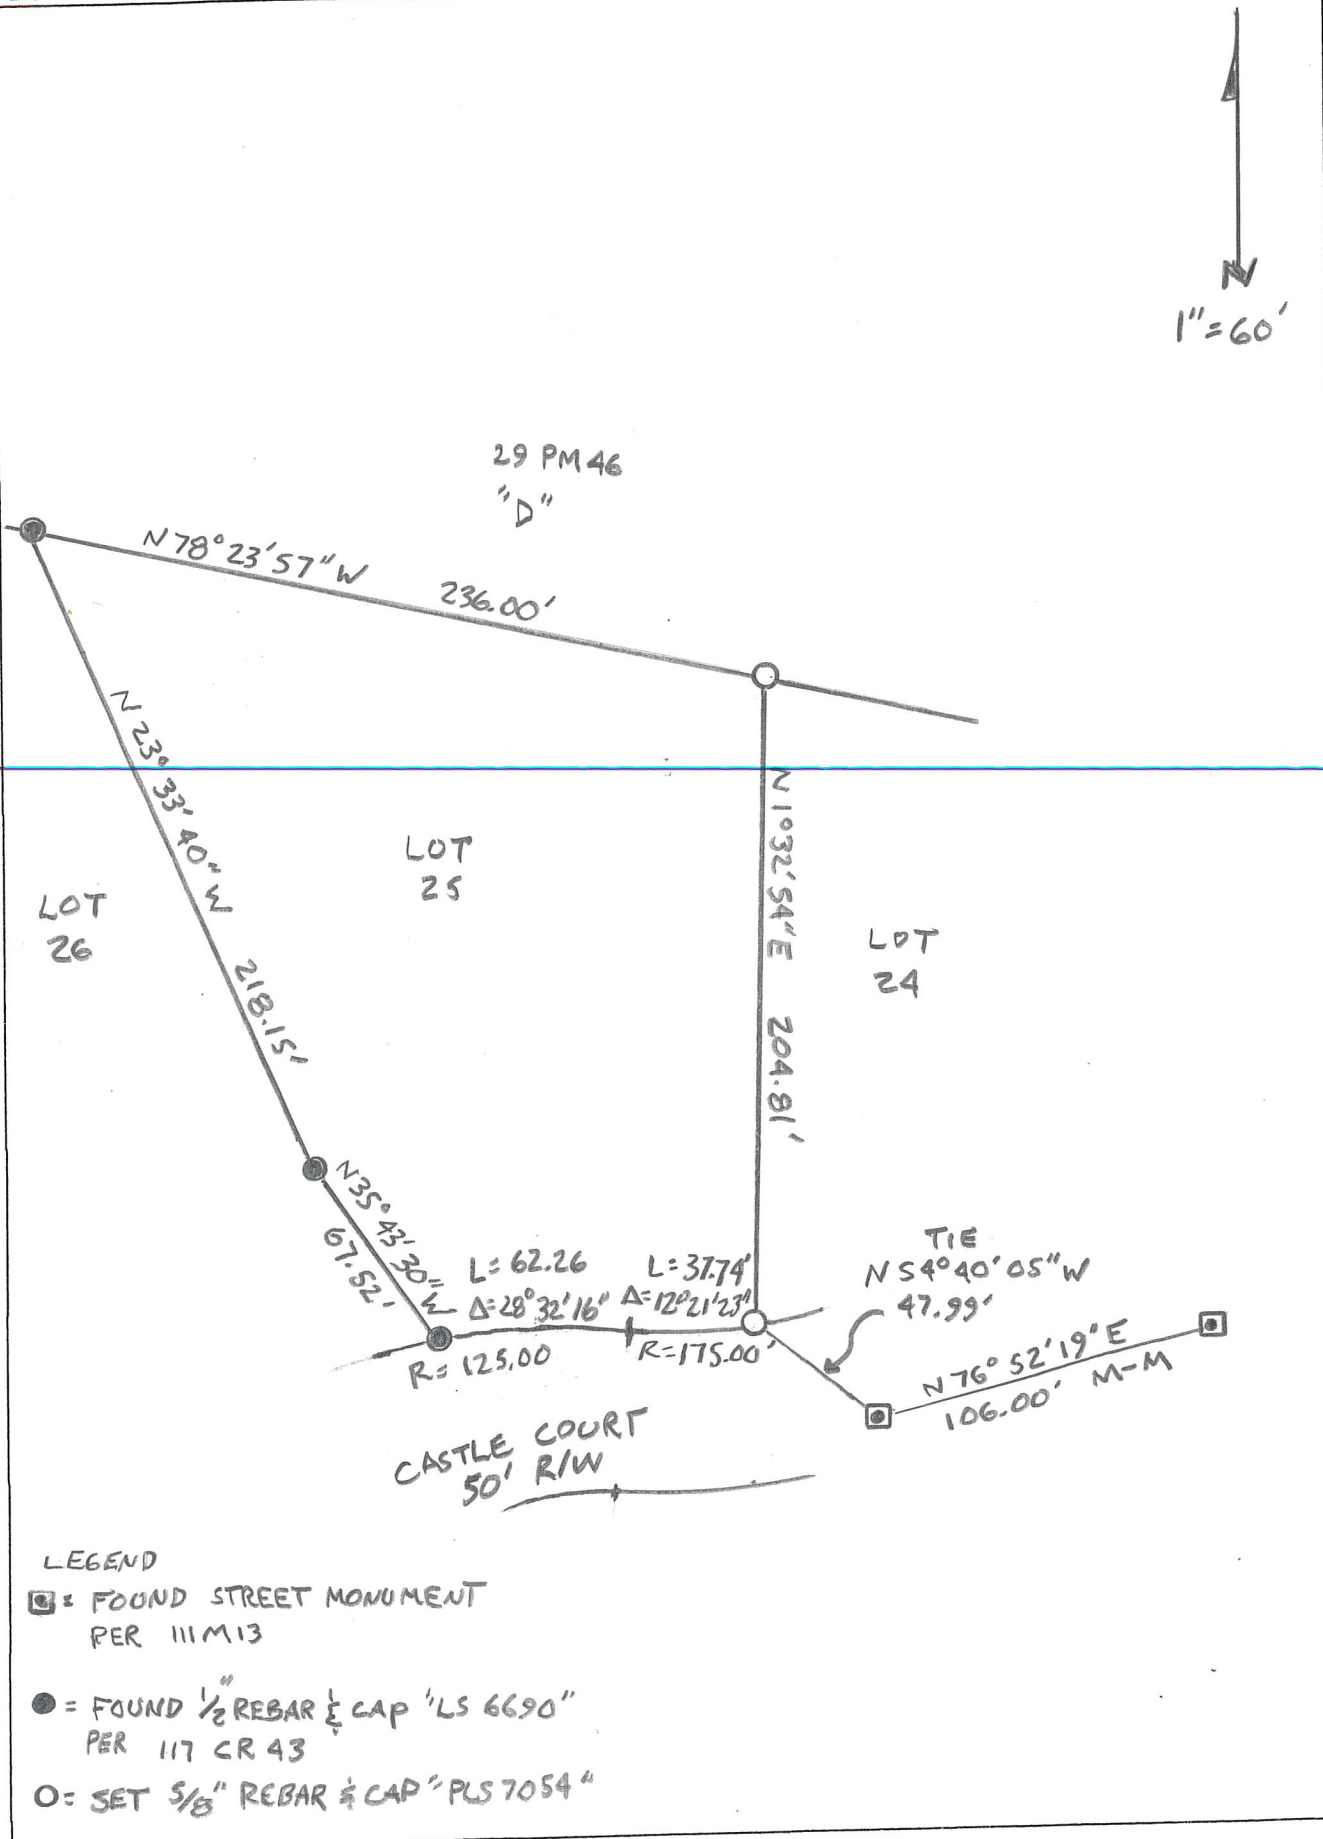 N
1"=60'
29 PM 46
"D"
N 78° 23' 57" W
236.00'
N 23° 33' 40" W
218.15'
LOT
25
LOT
26
N 1° 32' 54" E 204.81'
LOT
24
N 35° 43' 30" W
67.52'
L= 62.26
Δ=28° 32' 16"
R= 125.00
L=37.74'
Δ=12° 21' 23"
R=175.00'
TIE
N 54° 40' 05" W
47.99'
N 76° 52' 19" E
106.00' M-M
CASTLE COURT
50' R/W
LEGEND
= FOUND STREET MONUMENT
PER 111 M 13
= FOUND 1/2" REBAR & CAP "LS 6690"
PER 117 CR 43
O= SET 5/8" REBAR & CAP "PLS 7054"